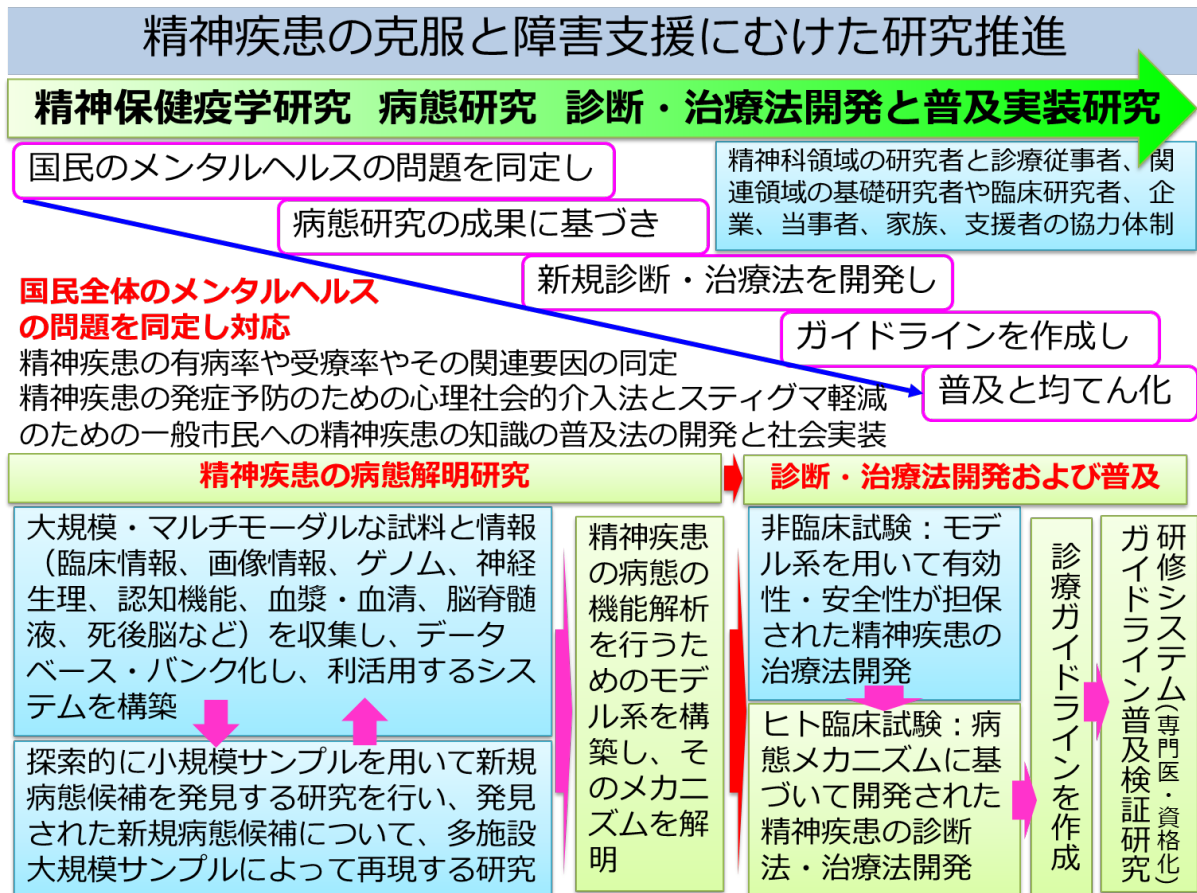 精神疾患の克服と障害支援にむけた研究推進
精神保健疫学研究 病態研究 診断・治療法開発と普及実装研究
国民のメンタルヘルスの問題を同定し
病態研究の成果に基づき
新規診断・治療法を開発し
ガイドラインを作成し
普及と均てん化
精神科領域の研究者と診療従事者、関
連領域の基礎研究者や臨床研究者、企
業、当事者、家族、支援者の協力体制
国民全体のメンタルヘルス
の問題を同定し対応
精神疾患の有病率や受療率やその関連要因の同定
精神疾患の発症予防のための心理社会的介入法とスティグマ軽減
のための一般市民への精神疾患の知識の普及法の開発と社会実装
精神疾患の病態解明研究
大規模・マルチモーダルな試料と情報
（臨床情報、画像情報、ゲノム、神経
生理、認知機能、血漿・血清、脳脊髄
液、死後脳など）を収集し、データ
ベース・バンク化し、利活用するシス
テムを構築
探索的に小規模サンプルを用いて新規
病態候補を発見する研究を行い、発見
された新規病態候補について、多施設
大規模サンプルによって再現する研究
精神疾患
の病態の
機能解析
を行うた
めのモデ
ル系を構
築し、そ
のメカニ
ズムを解
明
診断・治療法開発および普及
非臨床試験：モデ
ル系を用いて有効
性・安全性が担保
された精神疾患の
治療法開発
ヒト臨床試験：病
態メカニズムに基
づいて開発された
精神疾患の診断
法・治療法開発
診療ガイドラインを作成
研修システム(専門医・資格化)
ガイドライン普及検証研究